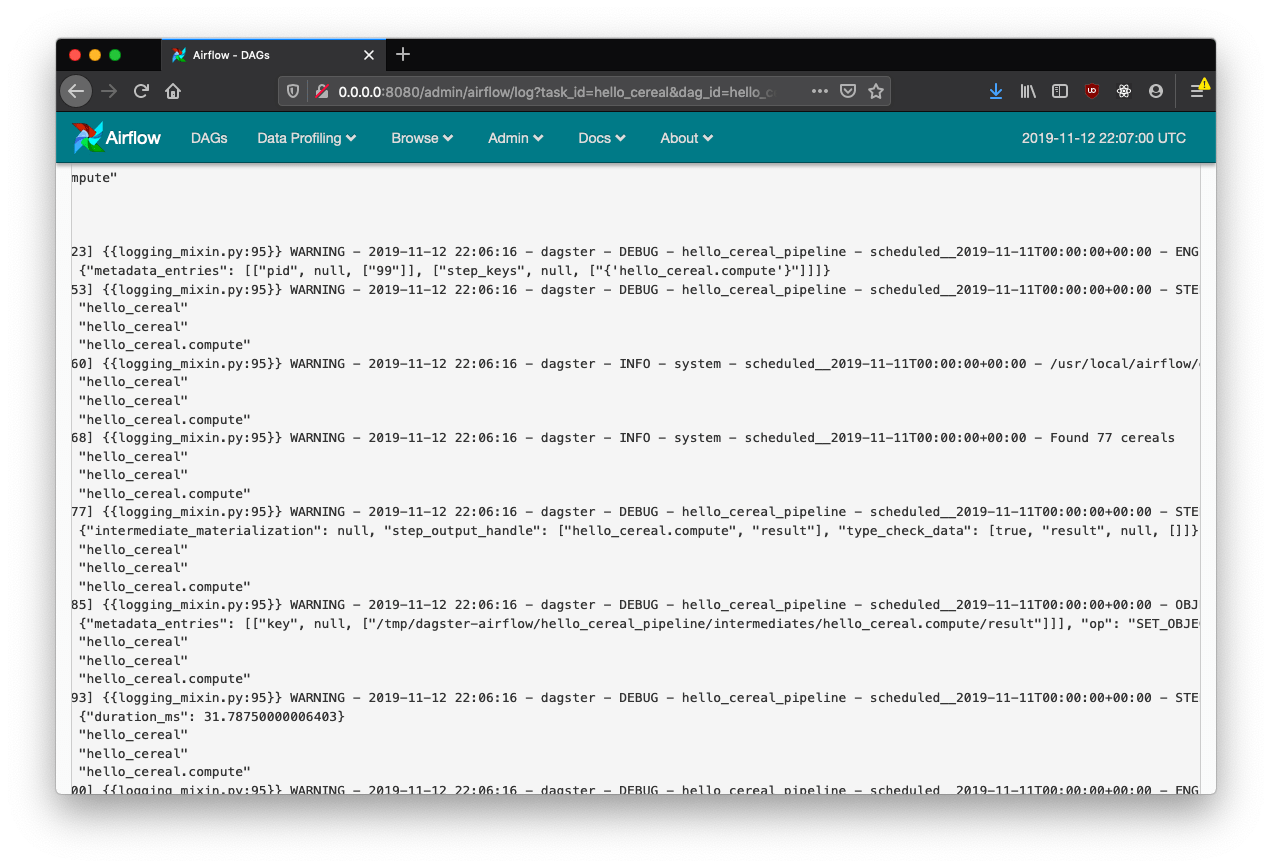 Airflow - DAGs
0.0.0.0:8080/admin/airflow/log?task_id=hello_cereal&dag_id=hello_c
Airflow DAGs Data Profiling Browse Admin Docs About 2019-11-12 22:07:00 UTC
mpute"
23] {{logging_mixin.py:95}} WARNING - 2019-11-12 22:06:16 - dagster - DEBUG - hello_cereal_pipeline - scheduled__2019-11-11T00:00:00+00:00 - ENG
{"metadata_entries": [["pid", null, ["99"]], ["step_keys", null, ["{'hello_cereal.compute'}"]]]}
53] {{logging_mixin.py:95}} WARNING - 2019-11-12 22:06:16 - dagster - DEBUG - hello_cereal_pipeline - scheduled__2019-11-11T00:00:00+00:00 - STE
"hello_cereal"
"hello_cereal"
"hello_cereal.compute"
60] {{logging_mixin.py:95}} WARNING - 2019-11-12 22:06:16 - dagster - INFO - system - scheduled__2019-11-11T00:00:00+00:00 - /usr/local/airflow/
"hello_cereal"
"hello_cereal"
"hello_cereal.compute"
68] {{logging_mixin.py:95}} WARNING - 2019-11-12 22:06:16 - dagster - INFO - system - scheduled__2019-11-11T00:00:00+00:00 - Found 77 cereals
"hello_cereal"
"hello_cereal"
"hello_cereal.compute"
77] {{logging_mixin.py:95}} WARNING - 2019-11-12 22:06:16 - dagster - DEBUG - hello_cereal_pipeline - scheduled__2019-11-11T00:00:00+00:00 - STE
{"intermediate_materialization": null, "step_output_handle": ["hello_cereal.compute", "result"], "type_check_data": [true, "result", null, []]}
"hello_cereal"
"hello_cereal"
"hello_cereal.compute"
85] {{logging_mixin.py:95}} WARNING - 2019-11-12 22:06:16 - dagster - DEBUG - hello_cereal_pipeline - scheduled__2019-11-11T00:00:00+00:00 - OBJ
{"metadata_entries": [["key", null, ["/tmp/dagster-airflow/hello_cereal_pipeline/intermediates/hello_cereal.compute/result"]]], "op": "SET_OBJE
"hello_cereal"
"hello_cereal"
"hello_cereal.compute"
93] {{logging_mixin.py:95}} WARNING - 2019-11-12 22:06:16 - dagster - DEBUG - hello_cereal_pipeline - scheduled__2019-11-11T00:00:00+00:00 - STE
{"duration_ms": 31.78750000006403}
"hello_cereal"
"hello_cereal"
"hello_cereal.compute"
00] {{logging_mixin.py:95}} WARNING - 2019-11-12 22:06:16 - dagster - DEBUG - hello_cereal_pipeline - scheduled__2019-11-11T00:00:00+00:00 - ENG